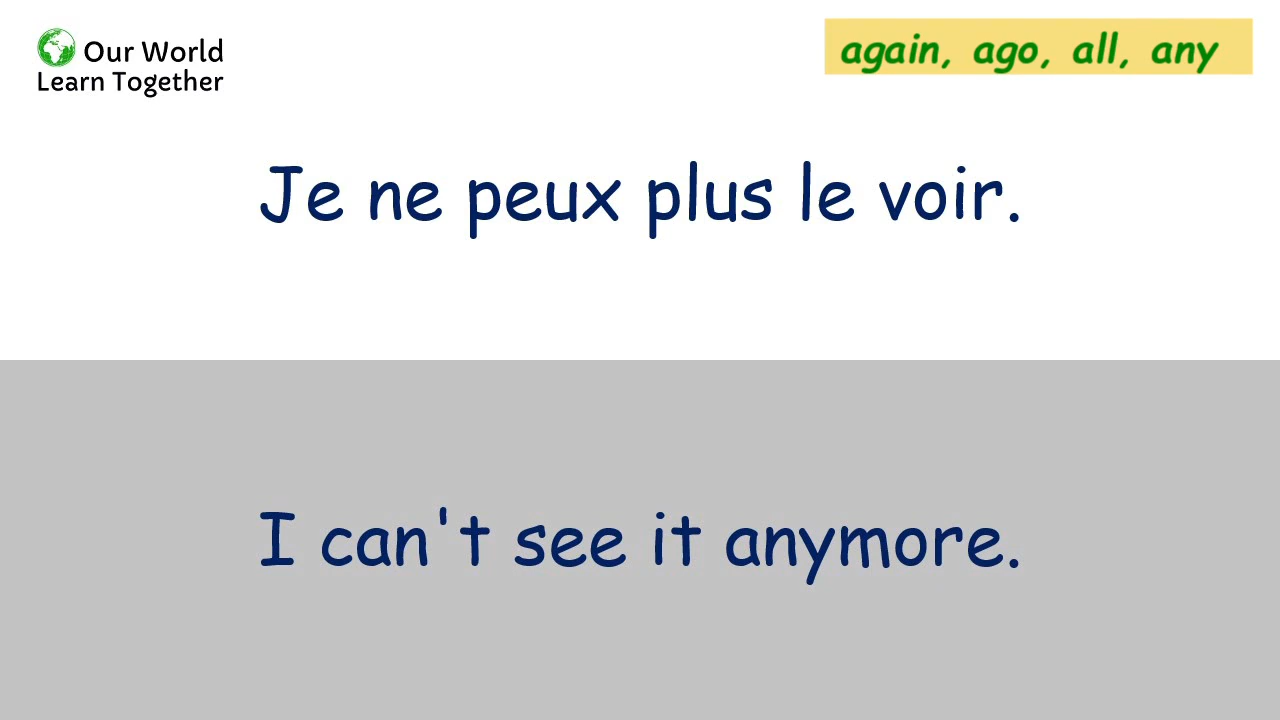 Our World
Learn Together
again, ago, all, any
Je ne peux plus le voir.
I can't see it anymore.